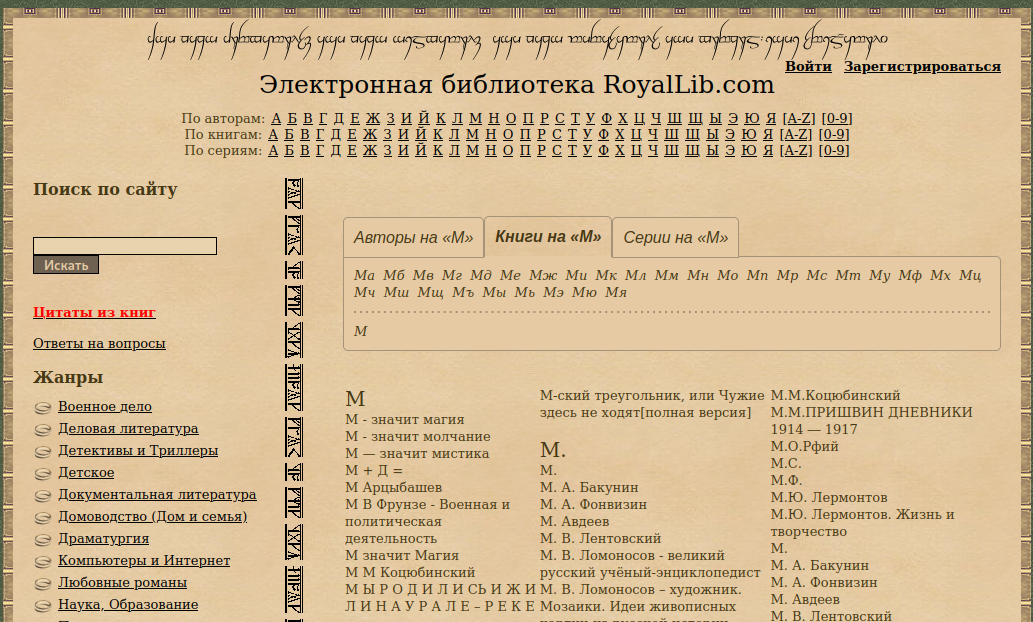 Войти Зарегистрироваться
Электронная библиотека RoyalLib.com
По авторам: А Б В Г Д Е Ж З И Й К Л М Н О П Р С Т У Ф Х Ц Ч Ш Щ Ы Э Ю Я [A-Z] [0-9]
По книгам: А Б В Г Д Е Ж З И Й К Л М Н О П Р С Т У Ф Х Ц Ч Ш Щ Ы Э Ю Я [A-Z] [0-9]
По сериям: А Б В Г Д Е Ж З И Й К Л М Н О П Р С Т У Ф Х Ц Ч Ш Щ Ы Э Ю Я [A-Z] [0-9]
Поиск по сайту
Искать
Цитаты из книг
Ответы на вопросы
Жанры
Военное дело
Деловая литература
Детективы и Триллеры
Детское
Документальная литература
Домоводство (Дом и семья)
Драматургия
Компьютеры и Интернет
Любовные романы
Наука, Образование
Авторы на «М» Книги на «М» Серии на «М»
Ма Мб Мв Мг Мд Ме Мж Ми Мк Мл Мм Мн Мо Мп Мр Мс Мт Му Мф Мх Мц
Мч Мш Мщ Мъ Мы Мь Мэ Мю Мя
М
М
М - значит магия
М - значит молчание
М — значит мистика
М + Д =
М Арцыбашев
М В Фрунзе - Военная и
политическая
деятельность
М значит Магия
М М Коцюбинский
М Ы Р О Д И Л И СЬ И Ж И
Л И Н А У Р А Л Е – Р Е К Е
М-ский треугольник, или Чужие
здесь не ходят[полная версия]
М.
М.
М. А. Бакунин
М. А. Фонвизин
М. Авдеев
М. В. Лентовский
М. В. Ломоносов - великий
русский учёный-энциклопедист
М. В. Ломоносов – художник.
Мозаики. Идеи живописных
картин из русской истории
М.М.Коцюбинский
М.М.ПРИШВИН ДНЕВНИКИ
1914 — 1917
М.О.Рфий
М.С.
М.Ф.
М.Ю. Лермонтов
М.Ю. Лермонтов. Жизнь и
творчество
М.
М. А. Бакунин
М. А. Фонвизин
М. Авдеев
М. В. Лентовский